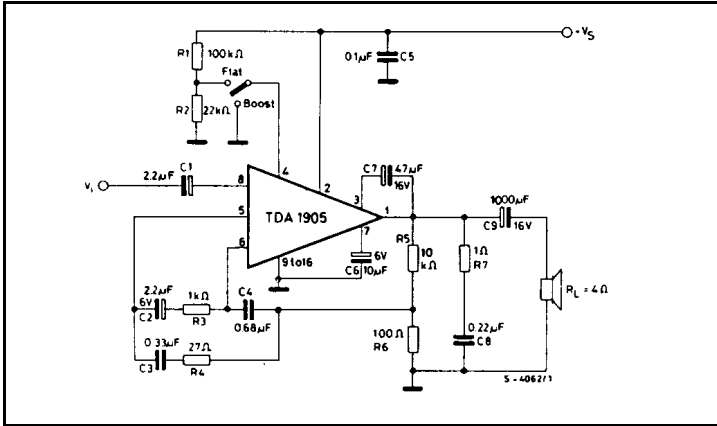 +Vs
R1
100kΩ
0.1µF
C5
Flat
R2
22kΩ
Boost
4
2
C7
47µF
16V
C1
2.2µF
Vi
8
3
1000µF
TDA 1905
1
C9
16V
5
7
R5
10
kΩ
1Ω
R7
6
6V
C6
10µF
9 to 16
RL = 4Ω
2.2µF
6V
C2
1kΩ
R3
C4
0.68µF
100Ω
R6
0.22µF
C8
0.33µF
C3
27Ω
R4
S-4062/1